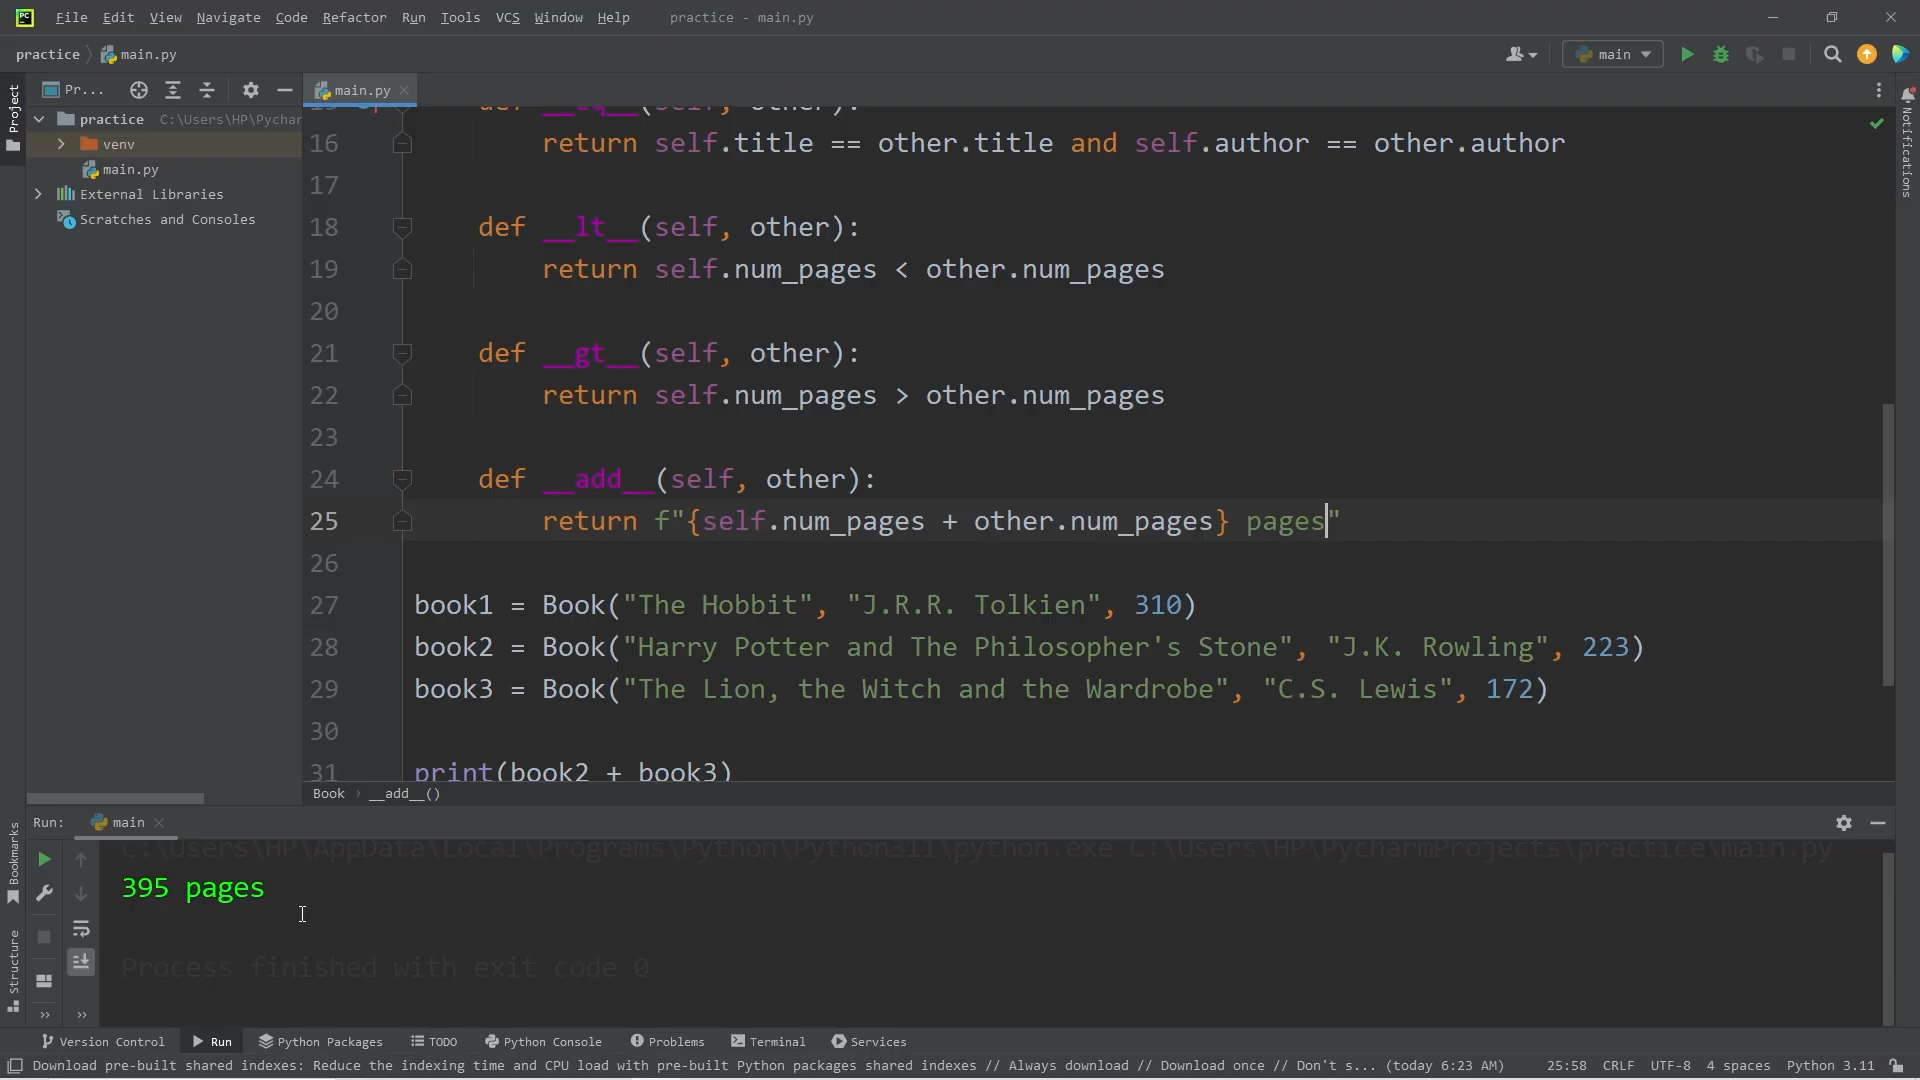 File Edit View Navigate Code Refactor Run Tools VCS Window Help practice - main.py
practice main.py main
Project
Pr... main.py
practice C:\Users\HP\Pychar
venv
main.py
External Libraries
Scratches and Consoles
Notifications
15 def __eq__(self, other):
16 return self.title == other.title and self.author == other.author
17
18 def __lt__(self, other):
19 return self.num_pages < other.num_pages
20
21 def __gt__(self, other):
22 return self.num_pages > other.num_pages
23
24 def __add__(self, other):
25 return f"{self.num_pages + other.num_pages} pages"
26
27 book1 = Book("The Hobbit", "J.R.R. Tolkien", 310)
28 book2 = Book("Harry Potter and The Philosopher's Stone", "J.K. Rowling", 223)
29 book3 = Book("The Lion, the Witch and the Wardrobe", "C.S. Lewis", 172)
30
31 print(book2 + book3)
Book › __add__()
Run: main
Bookmarks
Structure
C:\Users\HP\AppData\Local\Programs\Python\Python311\python.exe C:\Users\HP\PycharmProjects\practice\main.py
395 pages
Process finished with exit code 0
Version Control Run Python Packages TODO Python Console Problems Terminal Services
Download pre-built shared indexes: Reduce the indexing time and CPU load with pre-built Python packages shared indexes // Always download // Download once // Don't s... (today 6:23 AM) 25:58 CRLF UTF-8 4 spaces Python 3.11